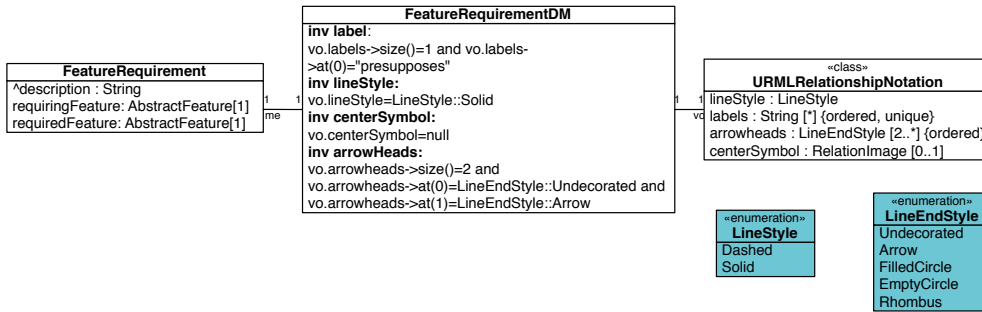 FeatureRequirementDM
inv label:
vo.labels->size()=1 and vo.labels-
>at(0)="presupposes"
inv lineStyle:
vo.lineStyle=LineStyle::Solid
inv centerSymbol:
vo.centerSymbol=null
inv arrowHeads:
vo.arrowheads->size()=2 and
vo.arrowheads->at(0)=LineEndStyle::Undecorated and
vo.arrowheads->at(1)=LineEndStyle::Arrow
FeatureRequirement
^description : String
requiringFeature: AbstractFeature[1]
requiredFeature: AbstractFeature[1]
1
me
1
1
1
vo
«class»
URMLRelationshipNotation
lineStyle : LineStyle
labels : String [*] {ordered, unique}
arrowheads : LineEndStyle [2..*] {ordered}
centerSymbol : RelationImage [0..1]
«enumeration»
LineStyle
Dashed
Solid
«enumeration»
LineEndStyle
Undecorated
Arrow
FilledCircle
EmptyCircle
Rhombus